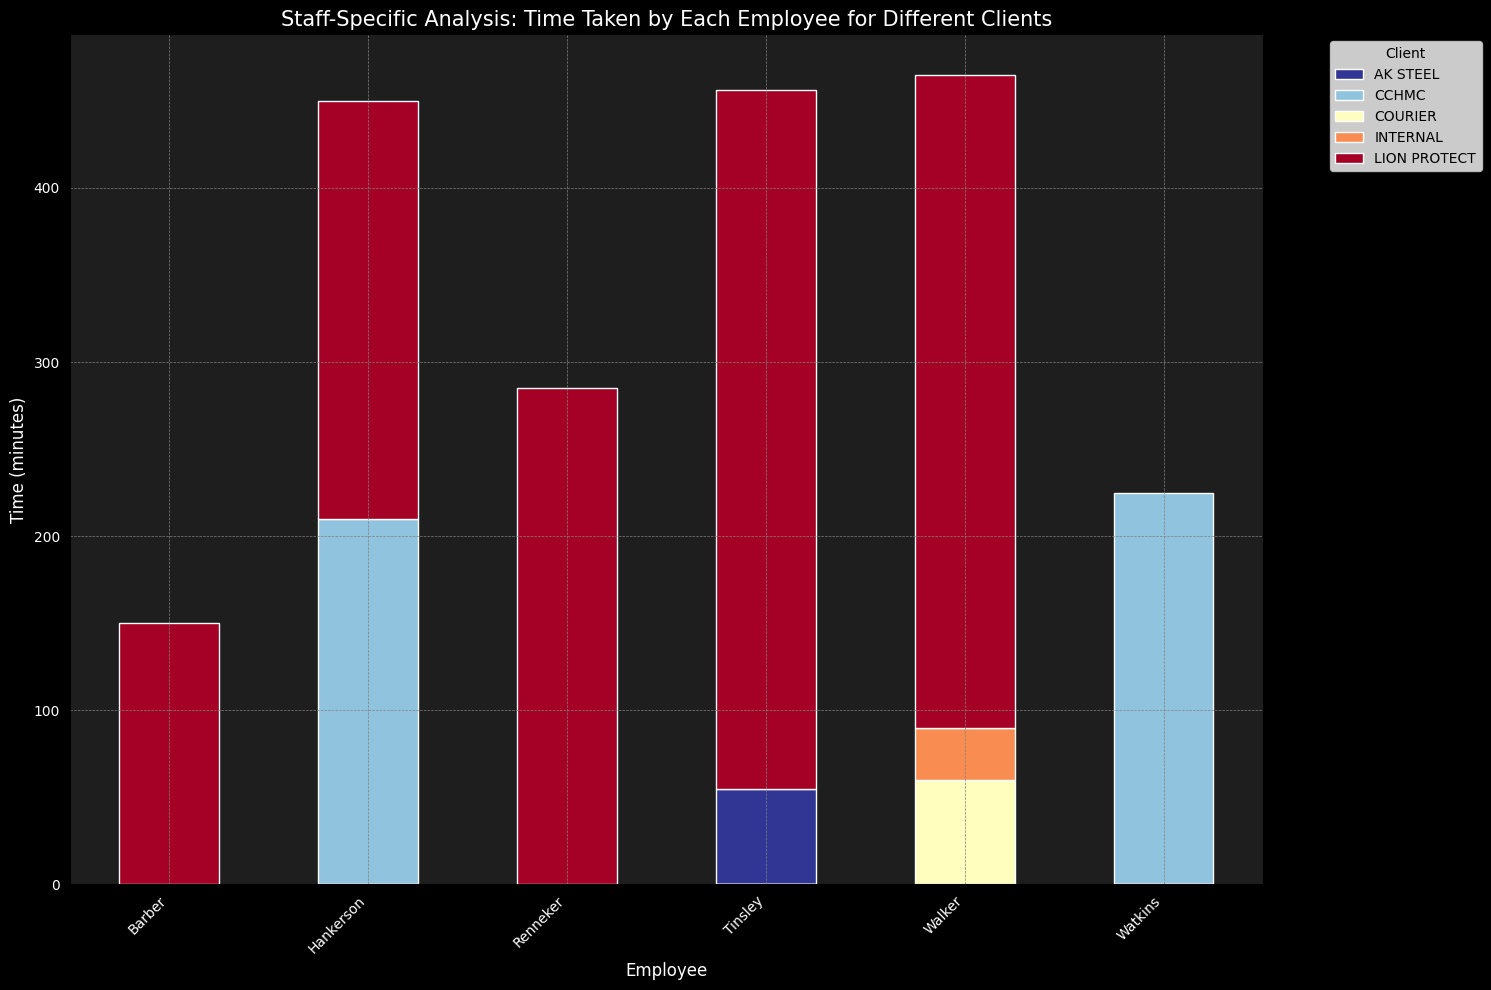 Staff-Specific Analysis: Time Taken by Each Employee for Different Clients
Client
AK STEEL
CCHMC
COURIER
INTERNAL
LION PROTECT
Time (minutes)
400
300
200
100
0
Barber
Hankerson
Renneker
Tinsley
Walker
Watkins
Employee